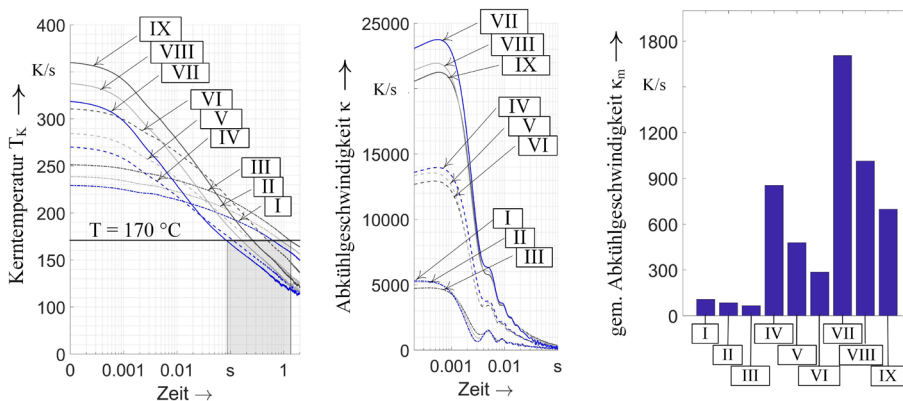 Kerntemperatur T_K →
400
350
K/s
300
250
200
150
100
50
0
IX
VIII
VII
VI
V
IV
III
II
I
T = 170 °C
0 0.001 0.01 s 1
Zeit →
Abkühlgeschwindigkeit κ →
25000
K/s
15000
10000
5000
0
VII
VIII
IX
IV
V
VI
I
II
III
0.001 0.01 s
Zeit →
gem. Abkühlgeschwindigkeit κ_m →
1800
K/s
1200
900
600
300
0
I
II
III
IV
V
VI
VII
VIII
IX